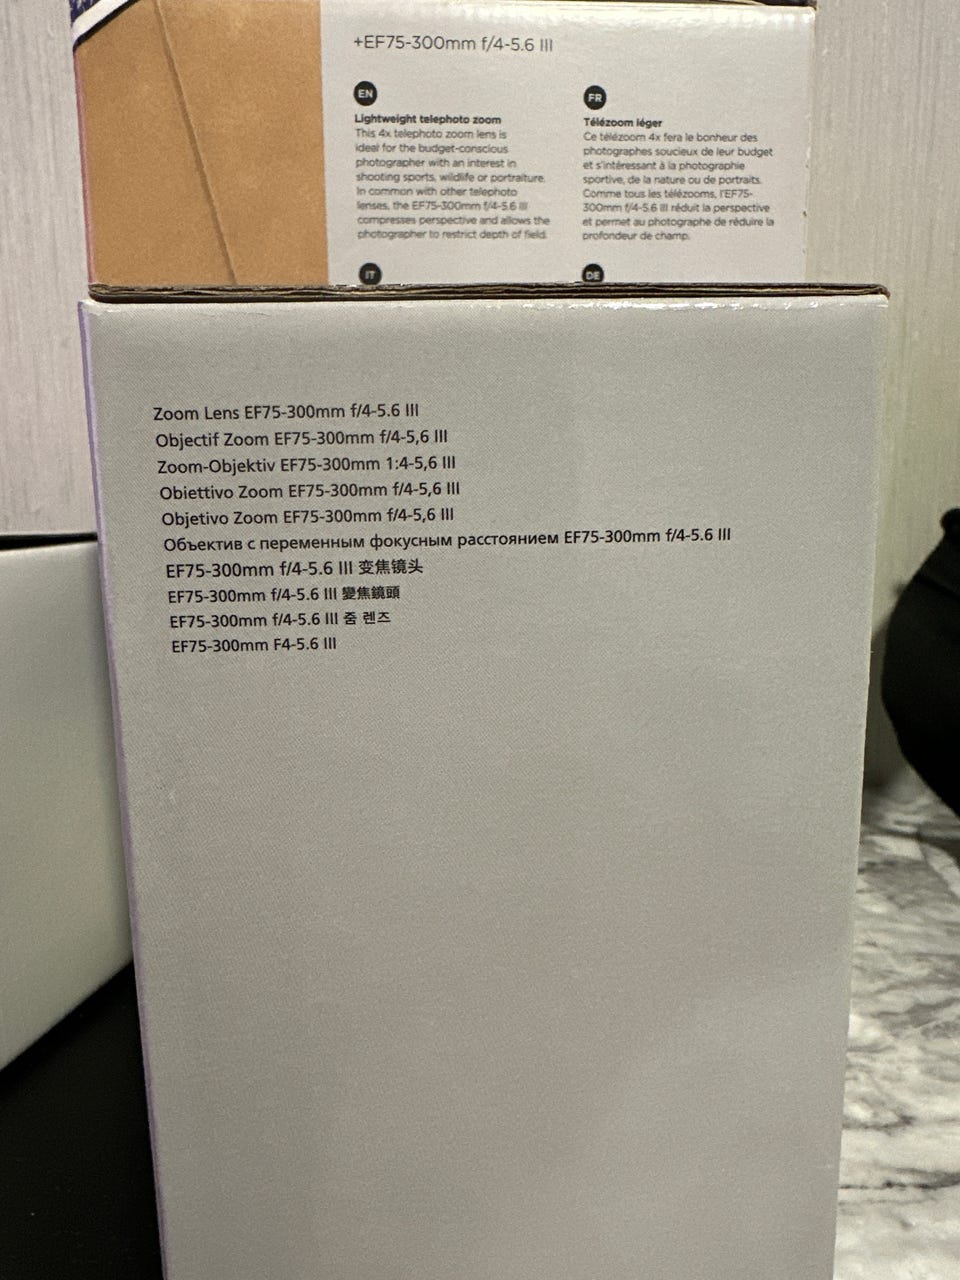 +EF75-300mm f/4-5.6 III
EN
Lightweight telephoto zoom
This 4x telephoto zoom lens is
ideal for the budget-conscious
photographer with an interest in
shooting sports, wildlife or portraiture.
In common with other telephoto
lenses, the EF75-300mm f/4-5.6 III
compresses perspective and allows the
photographer to restrict depth of field.
FR
Télézoom léger
Ce télézoom 4x fera le bonheur des
photographes soucieux de leur budget
et s'intéressant à la photographie
sportive, de la nature ou de portraits.
Comme tous les télézooms, l'EF75-
300mm f/4-5.6 III réduit la perspective
et permet au photographe de réduire la
profondeur de champ.
IT
DE
Zoom Lens EF75-300mm f/4-5.6 III
Objectif Zoom EF75-300mm f/4-5,6 III
Zoom-Objektiv EF75-300mm 1:4-5,6 III
Obiettivo Zoom EF75-300mm f/4-5,6 III
Objetivo Zoom EF75-300mm f/4-5,6 III
Объектив с переменным фокусным расстоянием EF75-300mm f/4-5.6 III
EF75-300mm f/4-5.6 III 变焦镜头
EF75-300mm f/4-5.6 III 變焦鏡頭
EF75-300mm f/4-5.6 III 줌 렌즈
EF75-300mm F4-5.6 III